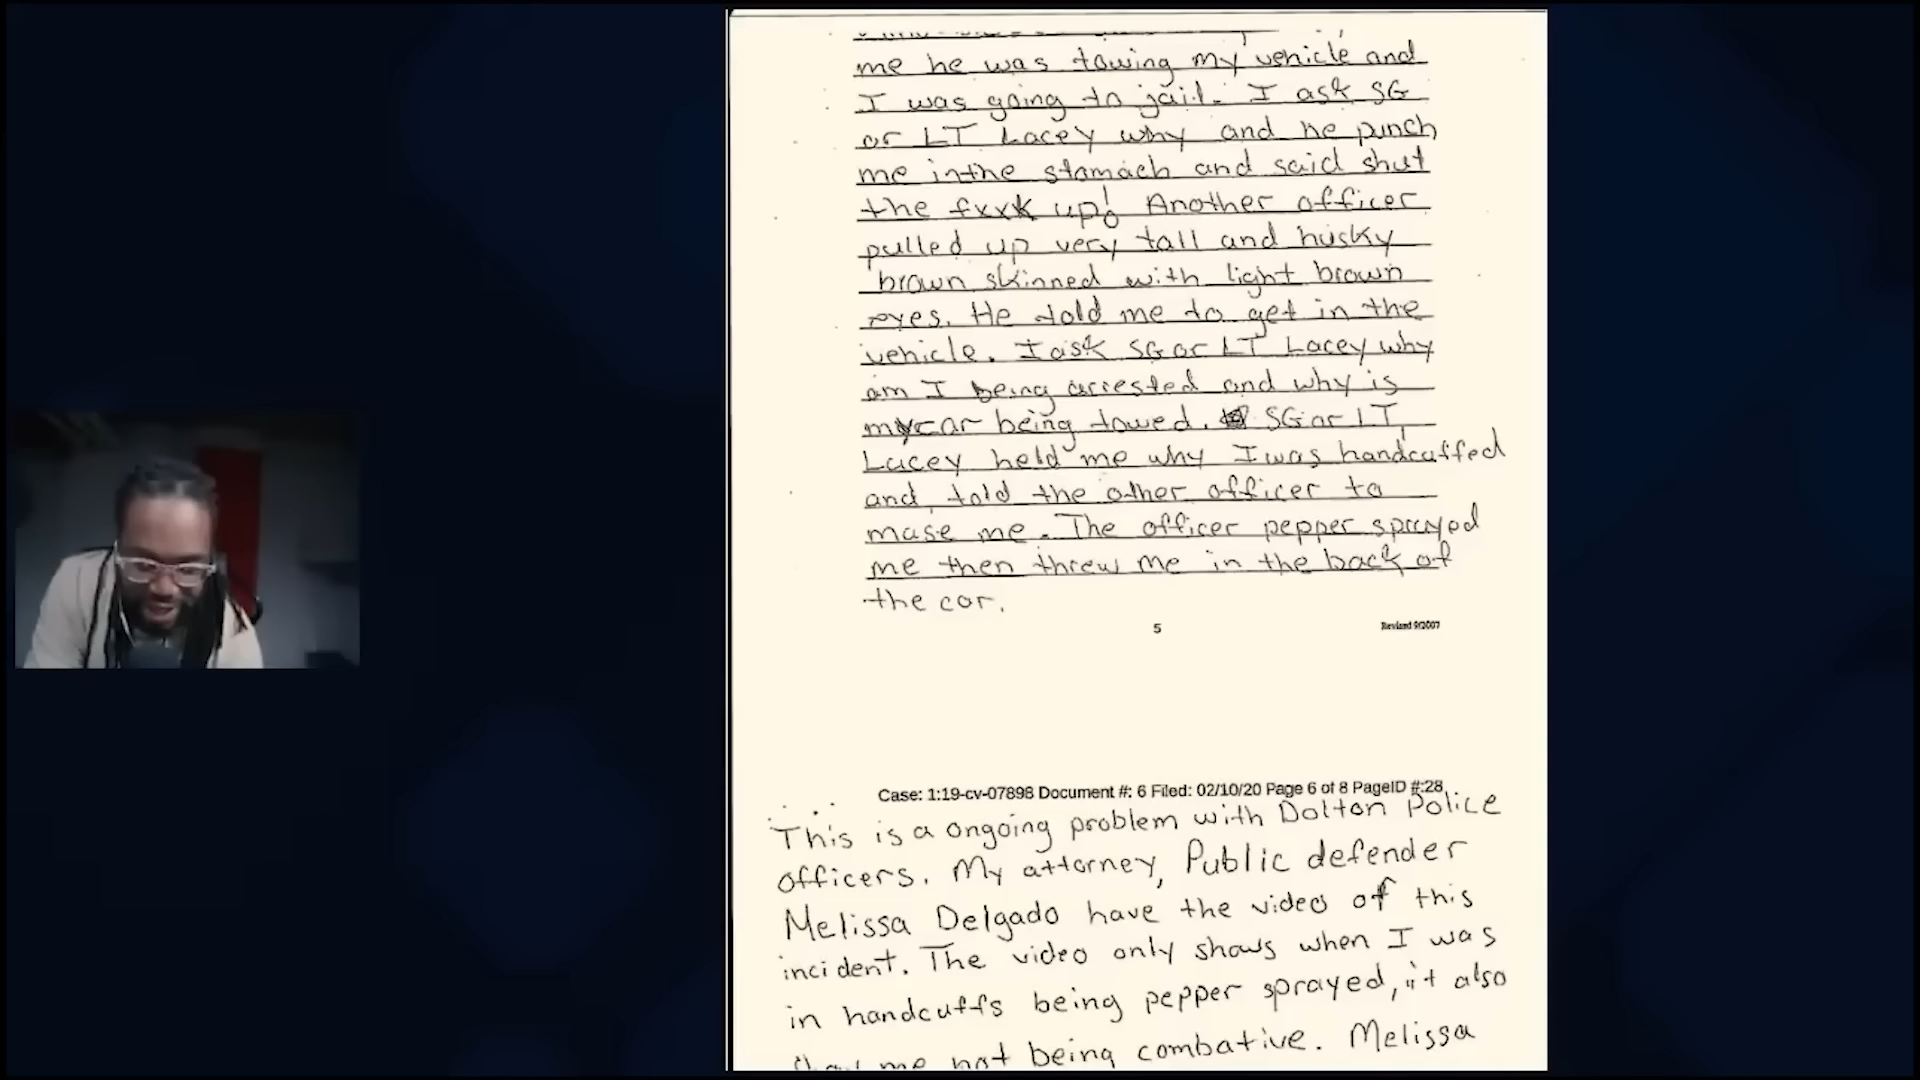 me he was towing my vehicle and
I was going to jail. I ask SG
or LT Lacey why and he punch
me inthe stomach and said shut
the fxxk up! Another officer
pulled up very tall and husky
brown skinned with light brown
eyes. He told me to get in the
vehicle. I ask SG or LT Lacey why
am I being arrested and why is
my car being towed. SG or LT
Lacey held me why I was handcuffed
and told the other officer to
mase me. The officer pepper sprayed
me then threw me in the back of
the car.
5
Revised 9/2007
Case: 1:19-cv-07898 Document #: 6 Filed: 02/10/20 Page 6 of 8 PageID #:28
This is a ongoing problem with Dolton Police
officers. My attorney, Public defender
Melissa Delgado have the video of this
incident. The video only shows when I was
in handcuffs being pepper sprayed, it also
me not being combative. Melissa